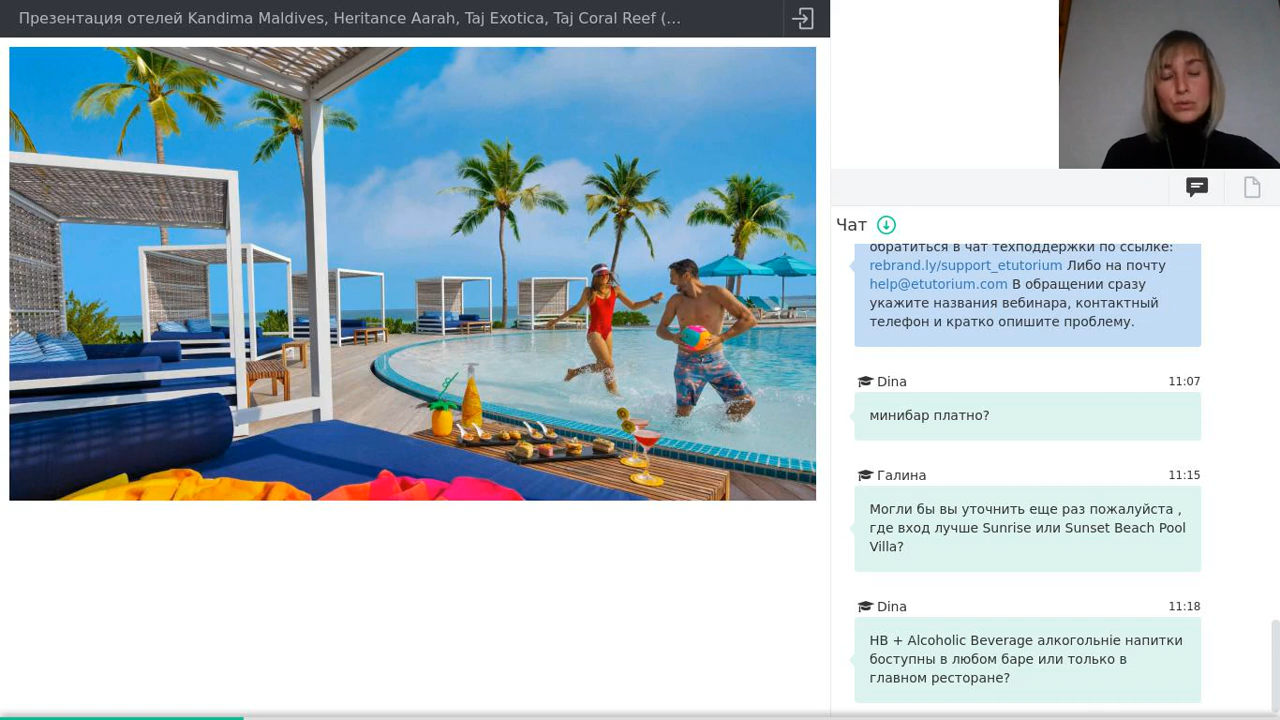 Презентация отелей Kandima Maldives, Heritance Aarah, Taj Exotica, Taj Coral Reef (...
Чат
обратиться в чат техподдержки по ссылке:
rebrand.ly/support_etutorium Либо на почту
help@etutorium.com В обращении сразу
укажите названия вебинара, контактный
телефон и кратко опишите проблему.
Dina 11:07
минибар платно?
Галина 11:15
Могли бы вы уточнить еще раз пожалуйста ,
где вход лучше Sunrise или Sunset Beach Pool
Villa?
Dina 11:18
HB + Alcoholic Beverage алкогольніе напитки
боступны в любом баре или только в
главном ресторане?